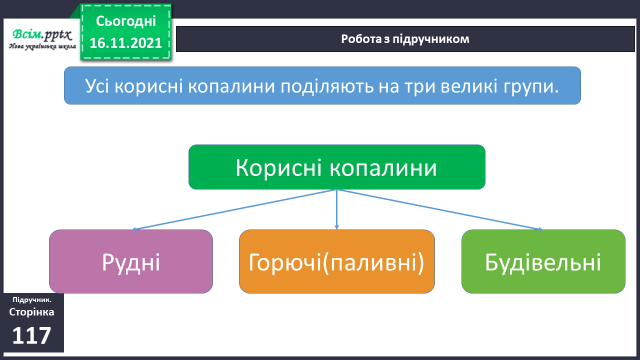 Всім.pptx
Нова українська школа
Сьогодні
16.11.2021
Робота з підручником
Усі корисні копалини поділяють на три великі групи.
Корисні копалини
Рудні
Горючі(паливні)
Будівельні
Підручник.
Сторінка
117